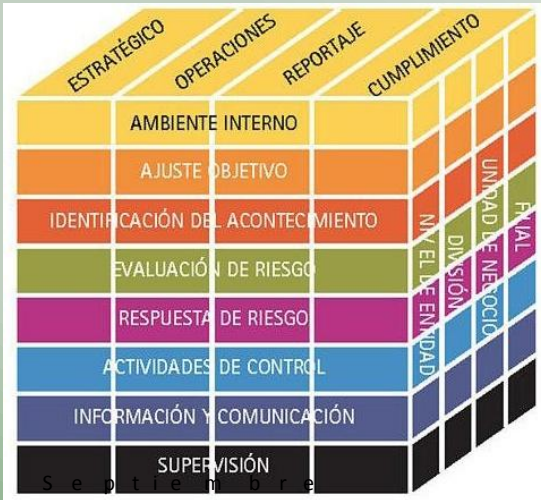 ESTRATÉGICO
OPERACIONES
REPORTAJE
CUMPLIMIENTO
AMBIENTE INTERNO
AJUSTE OBJETIVO
IDENTIFICACIÓN DEL ACONTECIMIENTO
EVALUACIÓN DE RIESGO
RESPUESTA DE RIESGO
ACTIVIDADES DE CONTROL
INFORMACIÓN Y COMUNICACIÓN
SUPERVISIÓN
NIVEL DE ENTIDAD
DIVISIÓN
UNIDAD DE NEGOCIO
FILIAL
Septiembre